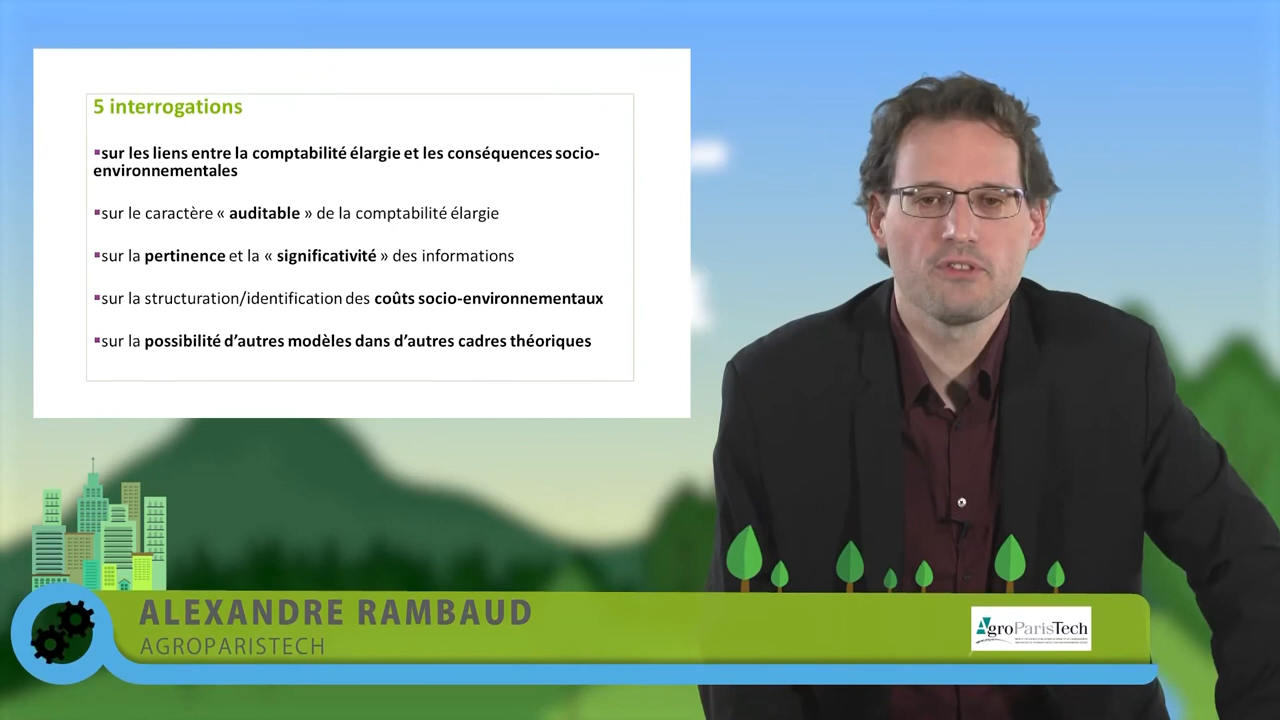 5 interrogations
▪sur les liens entre la comptabilité élargie et les conséquences socio-
environnementales
▪sur le caractère « auditable » de la comptabilité élargie
▪sur la pertinence et la « significativité » des informations
▪sur la structuration/identification des coûts socio-environnementaux
▪sur la possibilité d'autres modèles dans d'autres cadres théoriques
ALEXANDRE RAMBAUD
AGROPARISTECH
AgroParisTech